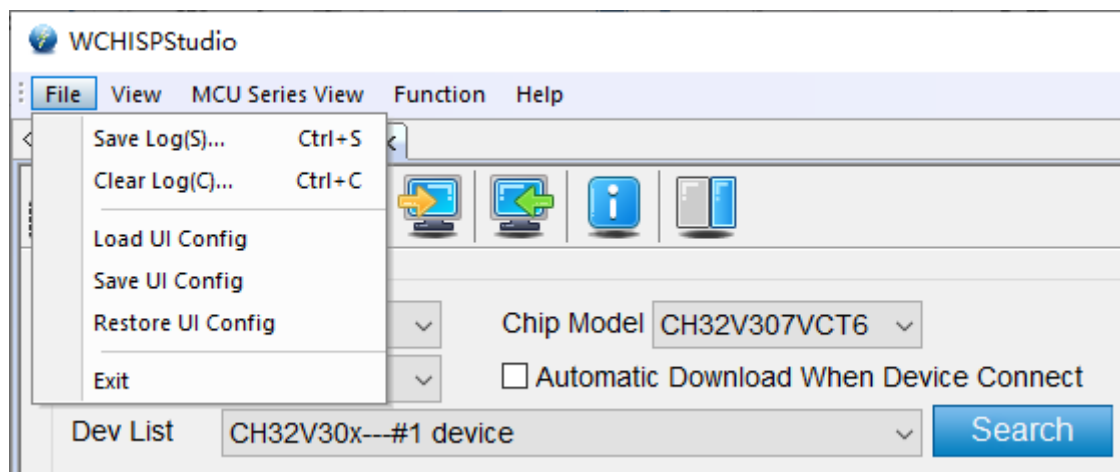 WCHISPStudio
File View MCU Series View Function Help
Save Log(S)... Ctrl+S
Clear Log(C)... Ctrl+C
Load UI Config
Save UI Config
Restore UI Config
Exit
Chip Model CH32V307VCT6
Automatic Download When Device Connect
Dev List CH32V30x---#1 device Search